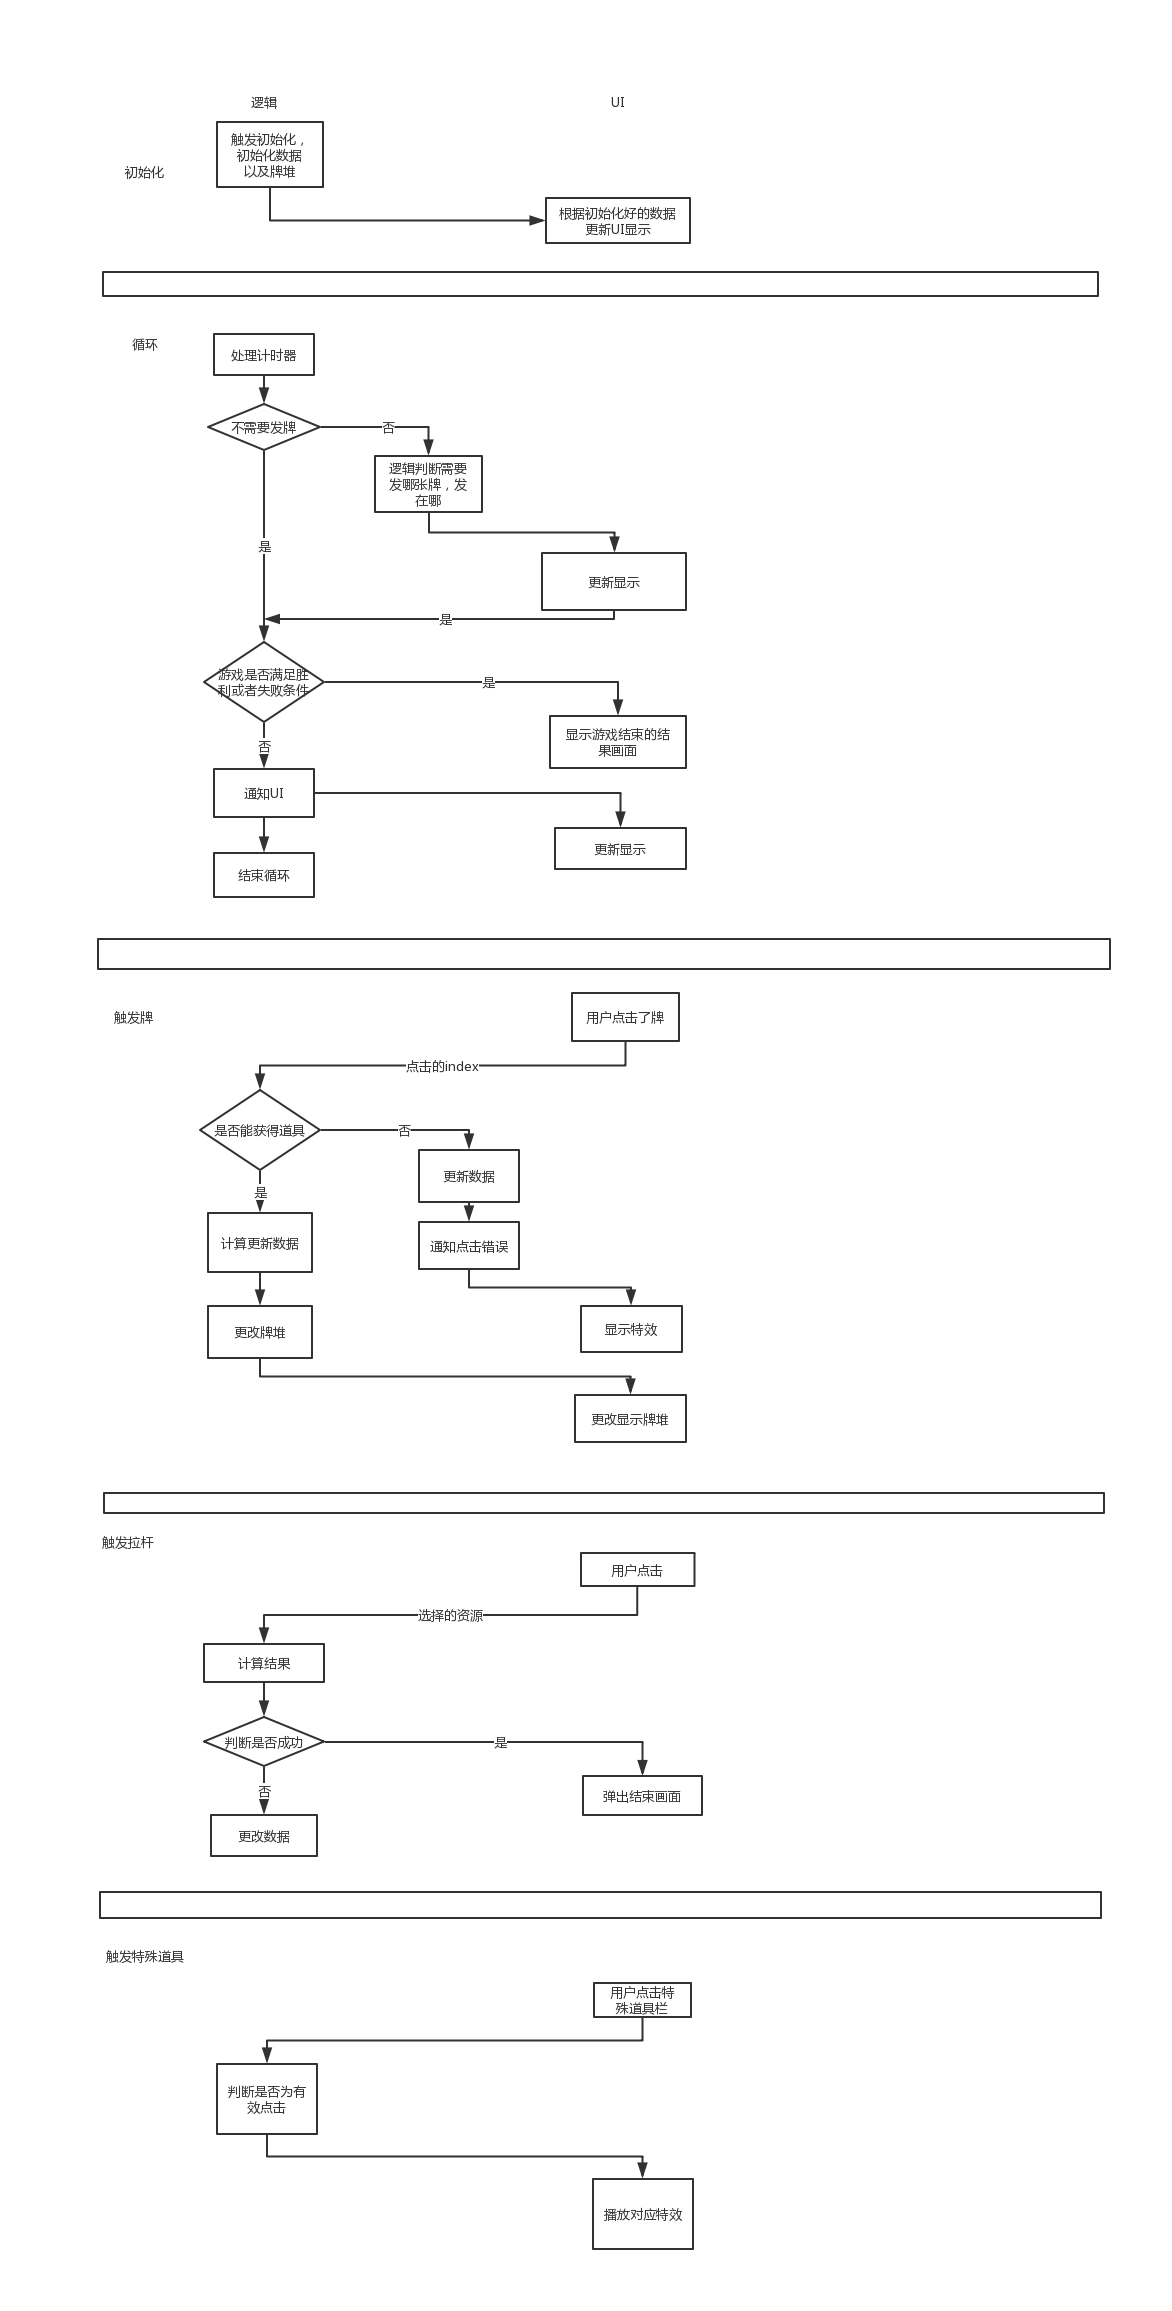 逻辑
UI
触发初始化，
初始化数据
以及牌堆
初始化
根据初始化好的数据
更新UI显示
循环
处理计时器
不需要发牌
否
逻辑判断需要
发哪张牌，发
在哪
是
更新显示
是
游戏是否满足胜
利或者失败条件
是
显示游戏结束的结
果画面
否
通知UI
更新显示
结束循环
触发牌
用户点击了牌
点击的index
是否能获得道具
否
更新数据
是
计算更新数据
通知点击错误
更改牌堆
显示特效
更改显示牌堆
触发拉杆
用户点击
选择的资源
计算结果
判断是否成功
是
否
弹出结束画面
更改数据
触发特殊道具
用户点击特
殊道具栏
判断是否为有
效点击
播放对应特效